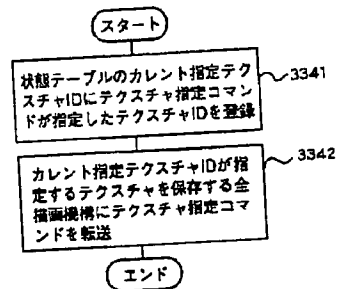 スタート
状態テーブルのカレント指定テク
スチャIDにテクスチャ指定コマン
ドが指定したテクスチャIDを登録
3341
カレント指定テクスチャIDが指
定するテクスチャを保存する全
描画機構にテクスチャ指定コマ
ンドを転送
3342
エンド